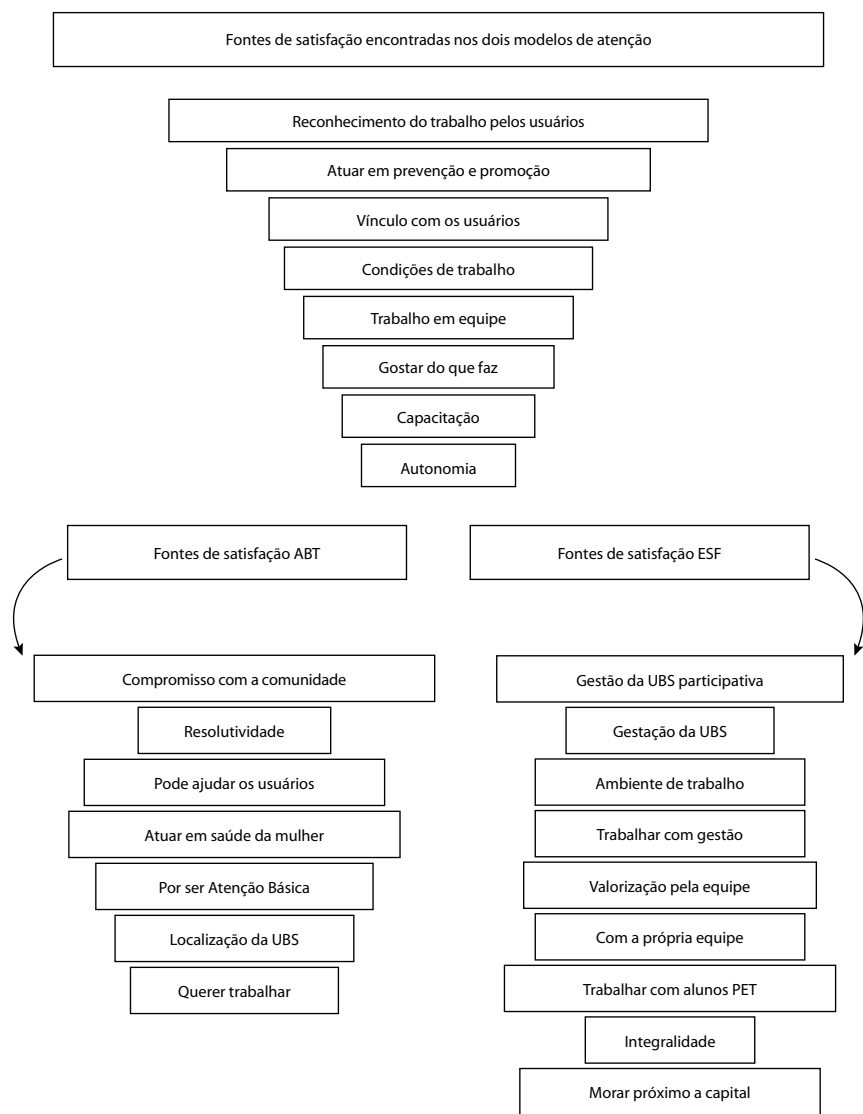 Fontes de satisfação encontradas nos dois modelos de atenção
Reconhecimento do trabalho pelos usuários
Atuar em prevenção e promoção
Vínculo com os usuários
Condições de trabalho
Trabalho em equipe
Gostar do que faz
Capacitação
Autonomia
Fontes de satisfação ABT
Compromisso com a comunidade
Resolutividade
Pode ajudar os usuários
Atuar em saúde da mulher
Por ser Atenção Básica
Localização da UBS
Querer trabalhar
Fontes de satisfação ESF
Gestão da UBS participativa
Gestação da UBS
Ambiente de trabalho
Trabalhar com gestão
Valorização pela equipe
Com a própria equipe
Trabalhar com alunos PET
Integralidade
Morar próximo a capital